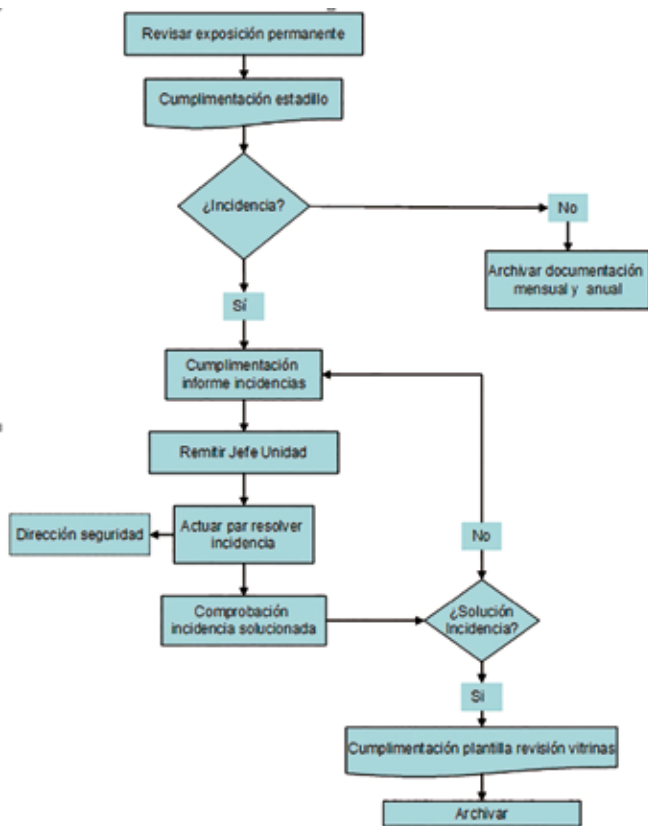 Revisar exposición permanente
Cumplimentación estadillo
¿Incidencia?
No
Archivar documentación
mensual y anual
Sí
Cumplimentación
informe incidencias
Remitir Jefe Unidad
Dirección seguridad
Actuar par resolver
incidencia
No
Comprobación
incidencia solucionada
¿Solución
Incidencia?
Si
Cumplimentación plantilla revisión vitrinas
Archivar